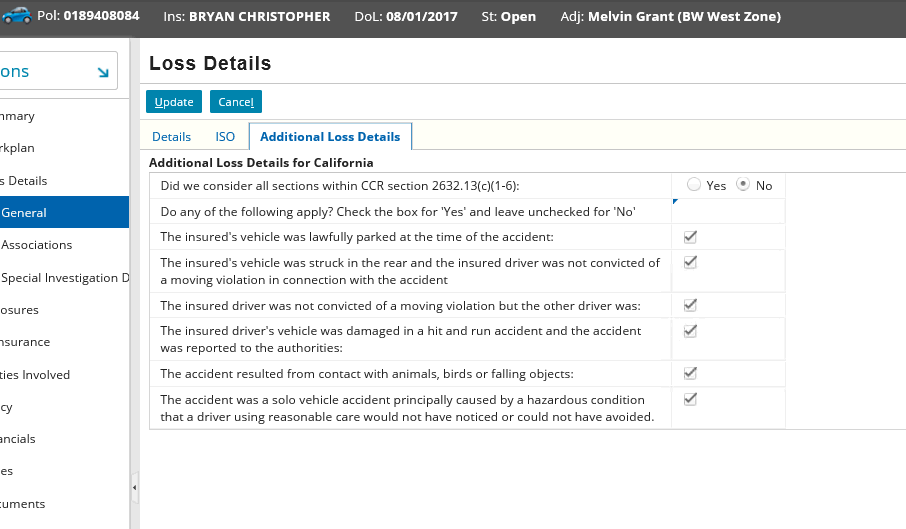 Pol: 0189408084 Ins: BRYAN CHRISTOPHER DoL: 08/01/2017 St: Open Adj: Melvin Grant (BW West Zone)
ons
Loss Details
Update Cancel
mmary
Details ISO Additional Loss Details
rkplan
Additional Loss Details for California
s Details
Did we consider all sections within CCR section 2632.13(c)(1-6): Yes No
General
Do any of the following apply? Check the box for 'Yes' and leave unchecked for 'No'
Associations
The insured's vehicle was lawfully parked at the time of the accident:
Special Investigation D
The insured's vehicle was struck in the rear and the insured driver was not convicted of
a moving violation in connection with the accident
osures
The insured driver was not convicted of a moving violation but the other driver was:
nsurance
The insured driver's vehicle was damaged in a hit and run accident and the accident
was reported to the authorities:
ties Involved
The accident resulted from contact with animals, birds or falling objects:
cy
The accident was a solo vehicle accident principally caused by a hazardous condition
that a driver using reasonable care would not have noticed or could not have avoided.
ancials
es
cuments